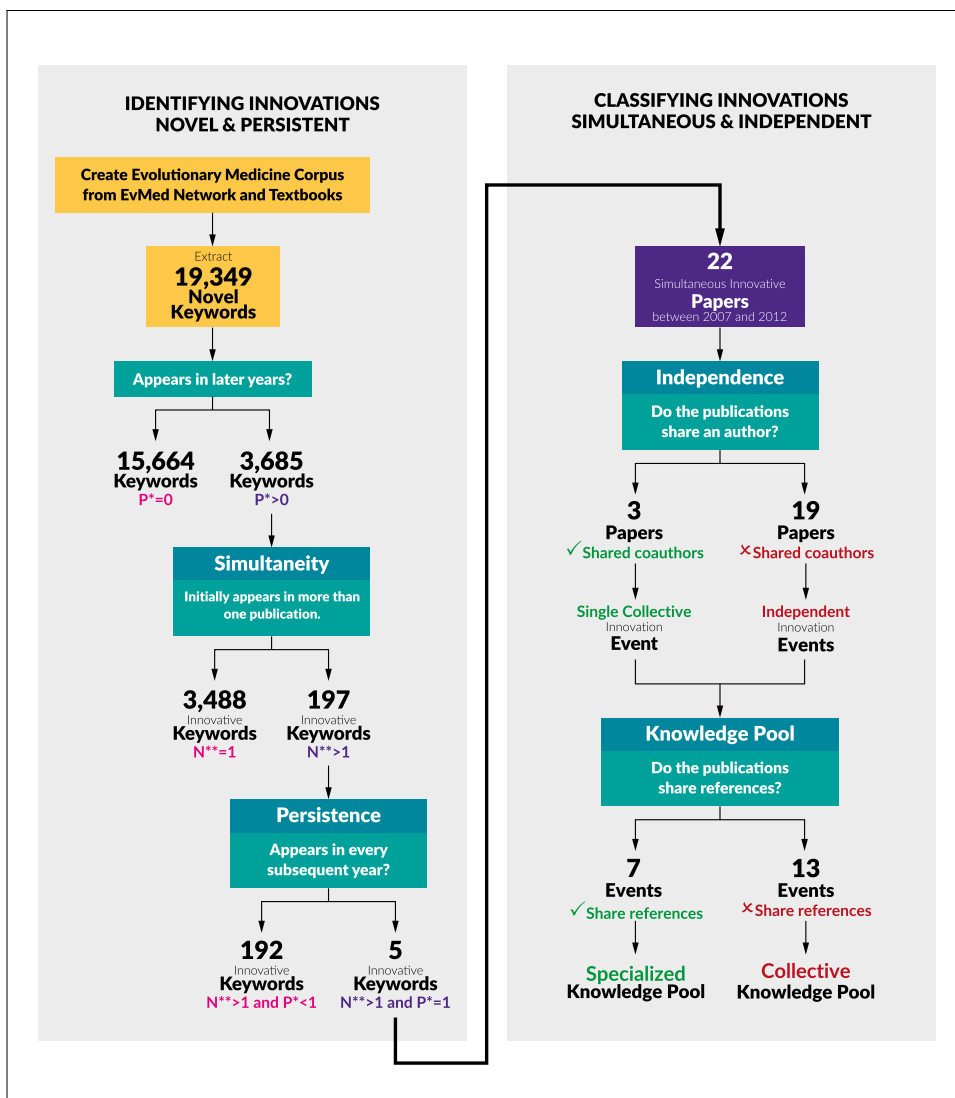 IDENTIFYING INNOVATIONS
NOVEL & PERSISTENT
Create Evolutionary Medicine Corpus
from EvMed Network and Textbooks
Extract
19,349
Novel
Keywords
Appears in later years?
15,664
Keywords
P*=0
3,685
Keywords
P*>0
Simultaneity
Initially appears in more than
one publication.
3,488
Innovative
Keywords
N**=1
197
Innovative
Keywords
N**>1
Persistence
Appears in every
subsequent year?
192
Innovative
Keywords
N**>1 and P*<1
5
Innovative
Keywords
N**>1 and P*=1
CLASSIFYING INNOVATIONS
SIMULTANEOUS & INDEPENDENT
22
Simultaneous Innovative
Papers
between 2007 and 2012
Independence
Do the publications
share an author?
3
Papers
✓Shared coauthors
19
Papers
✗Shared coauthors
Single Collective
Innovation
Event
Independent
Innovation
Events
Knowledge Pool
Do the publications
share references?
7
Events
✓Share references
13
Events
✗Share references
Specialized
Knowledge Pool
Collective
Knowledge Pool